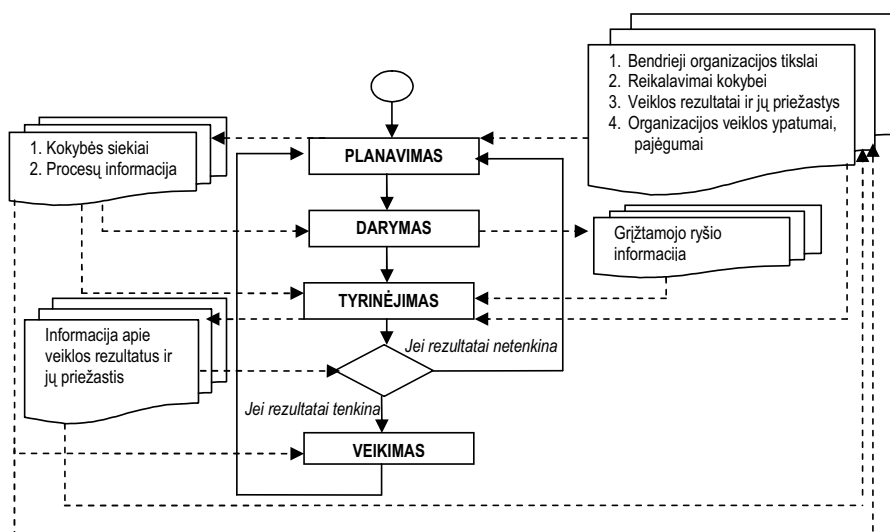 1. Bendrieji organizacijos tikslai
2. Reikalavimai kokybei
3. Veiklos rezultatai ir jų priežastys
4. Organizacijos veiklos ypatumai,
pajėgumai
1. Kokybės siekiai
2. Procesų informacija
PLANAVIMAS
DARYMAS
Grįžtamojo ryšio
informacija
TYRINĖJIMAS
Informacija apie
veiklos rezultatus ir
jų priežastis
Jei rezultatai netenkina
Jei rezultatai tenkina
VEIKIMAS